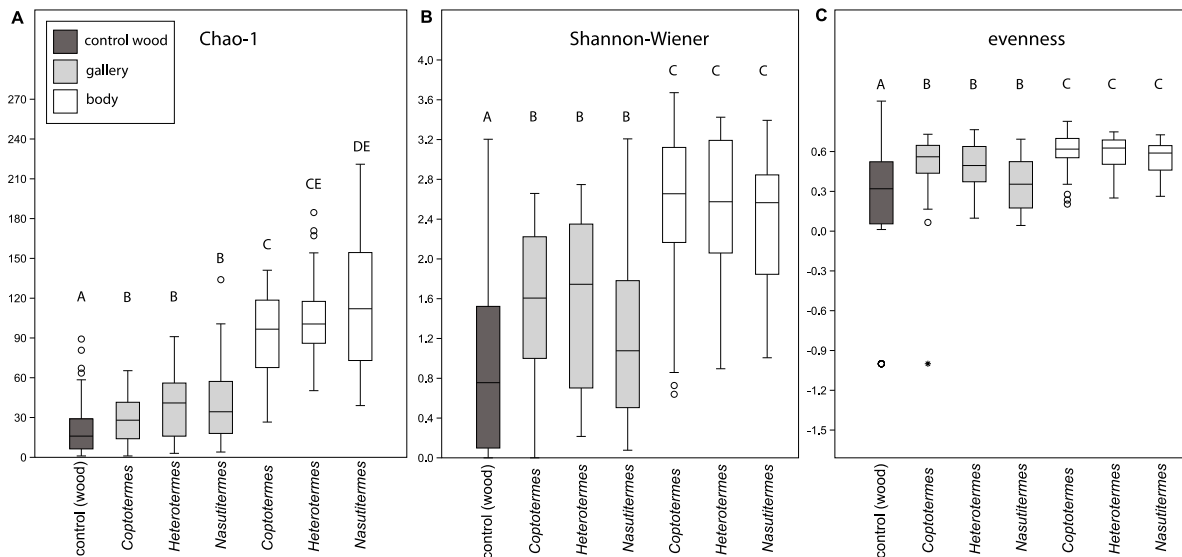 A
Chao-1
control wood
gallery
body
270
240
210
180
150
120
90
60
30
0
A
B
B
B
C
CE
DE
control (wood)
Coptotermes
Heterotermes
Nasutitermes
Coptotermes
Heterotermes
Nasutitermes
B
Shannon-Wiener
4.0
3.6
3.2
2.8
2.4
2.0
1.6
1.2
0.8
0.4
0.0
A
B
B
B
C
C
C
control (wood)
Coptotermes
Heterotermes
Nasutitermes
Coptotermes
Heterotermes
Nasutitermes
C
evenness
0.6
0.3
0.0
-0.3
-0.6
-0.9
-1.2
-1.5
A
B
B
B
C
C
C
control (wood)
Coptotermes
Heterotermes
Nasutitermes
Coptotermes
Heterotermes
Nasutitermes